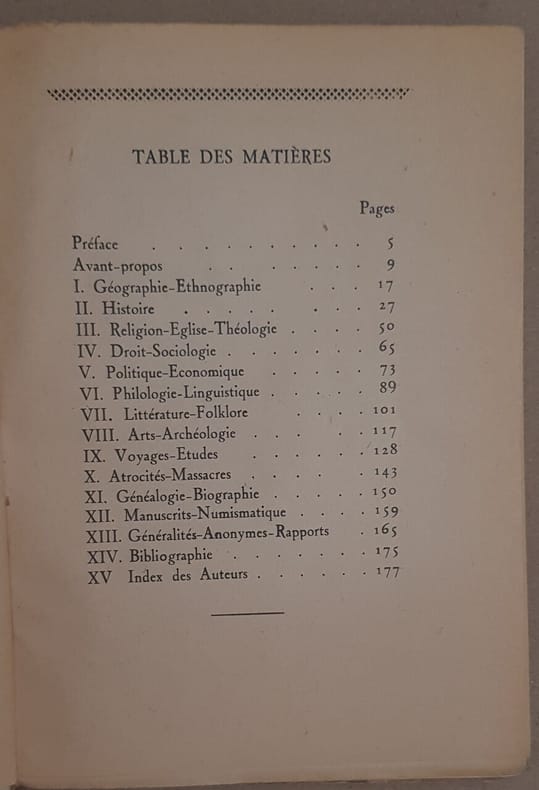 TABLE DES MATIÈRES
Pages
Préface . . . . . . . . . . 5
Avant-propos . . . . . . . 9
I. Géographie-Ethnographie . . . 17
II. Histoire . . . . . . . . 27
III. Religion-Eglise-Théologie . . . . 50
IV. Droit-Sociologie . . . . . . . 65
V. Politique-Economique . . . . . 73
VI. Philologie-Linguistique . . . . . 89
VII. Littérature-Folklore . . . . 101
VIII. Arts-Archéologie . . . . . 117
IX. Voyages-Etudes . . . . . . 128
X. Atrocités-Massacres . . . . . 143
XI. Généalogie-Biographie . . . . . 150
XII. Manuscrits-Numismatique . . . . 159
XIII. Généralités-Anonymes-Rapports . 165
XIV. Bibliographie . . . . . . . 175
XV Index des Auteurs . . . . . . 177